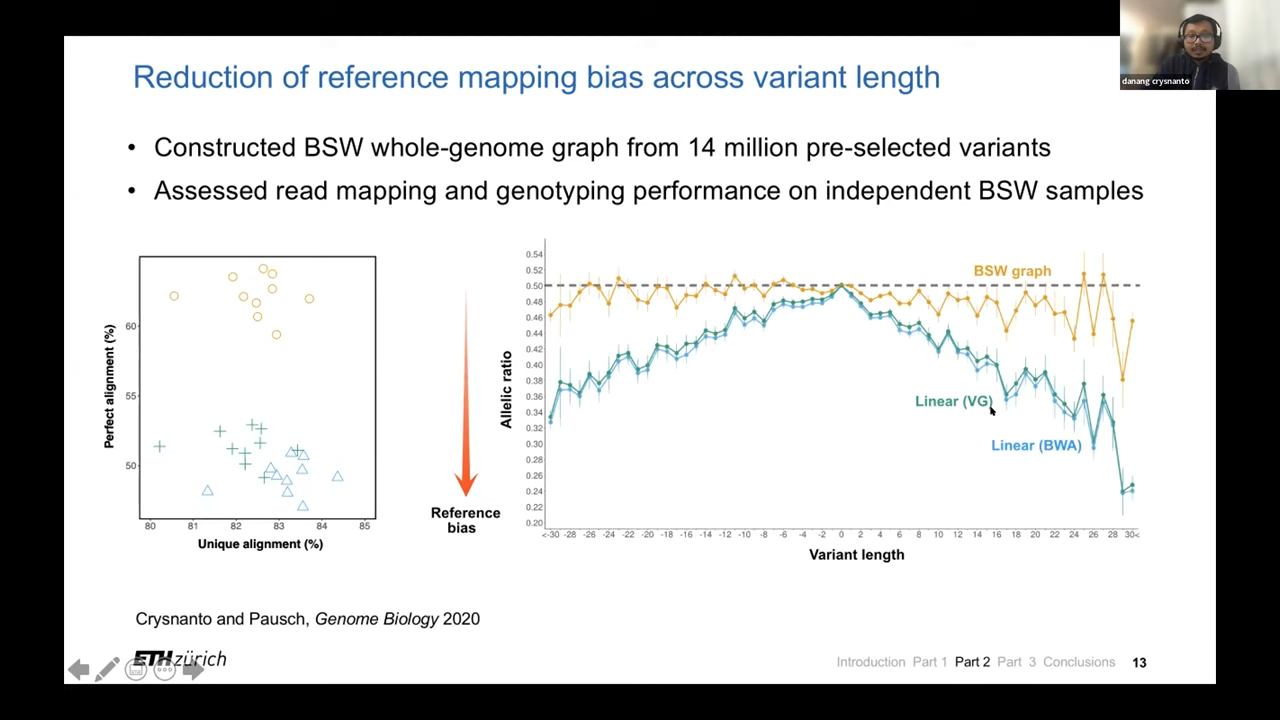 danang crysnanto
Reduction of reference mapping bias across variant length
• Constructed BSW whole-genome graph from 14 million pre-selected variants
• Assessed read mapping and genotyping performance on independent BSW samples
Perfect alignment (%)
60
55
50
80 81 82 83 84 85
Unique alignment (%)
Reference
bias
Allelic ratio
0.54
0.52
0.50
0.48
0.46
0.44
0.42
0.40
0.38
0.36
0.34
0.32
0.30
0.28
0.26
0.24
0.22
0.20
BSW graph
Linear (VG)
Linear (BWA)
<-30 -28 -26 -24 -22 -20 -18 -16 -14 -12 -10 -8 -6 -4 -2 0 2 4 6 8 10 12 14 16 18 20 22 24 26 28 30<
Variant length
Crysnanto and Pausch, Genome Biology 2020
ETH zürich
Introduction Part 1 Part 2 Part 3 Conclusions 13